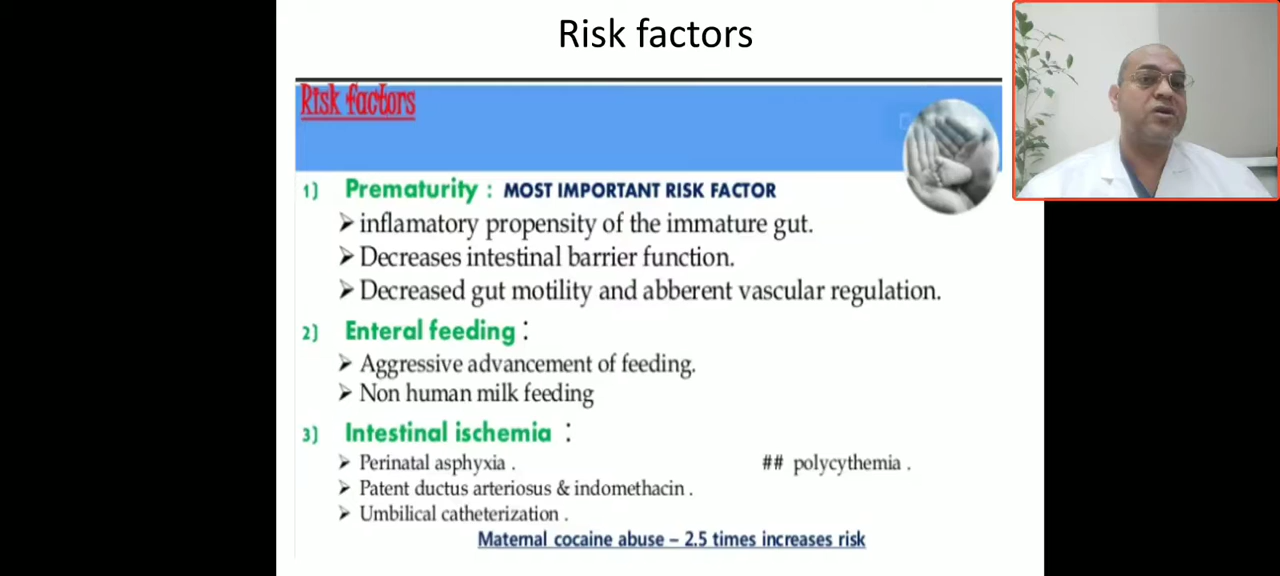 Risk factors
Risk factors
1) Prematurity : MOST IMPORTANT RISK FACTOR
➤ inflamatory propensity of the immature gut.
➤ Decreases intestinal barrier function.
➤ Decreased gut motility and abberent vascular regulation.
2) Enteral feeding :
➤ Aggressive advancement of feeding.
➤ Non human milk feeding
3) Intestinal ischemia :
➤ Perinatal asphyxia . ## polycythemia .
➤ Patent ductus arteriosus & indomethacin .
➤ Umbilical catheterization .
Maternal cocaine abuse – 2.5 times increases risk